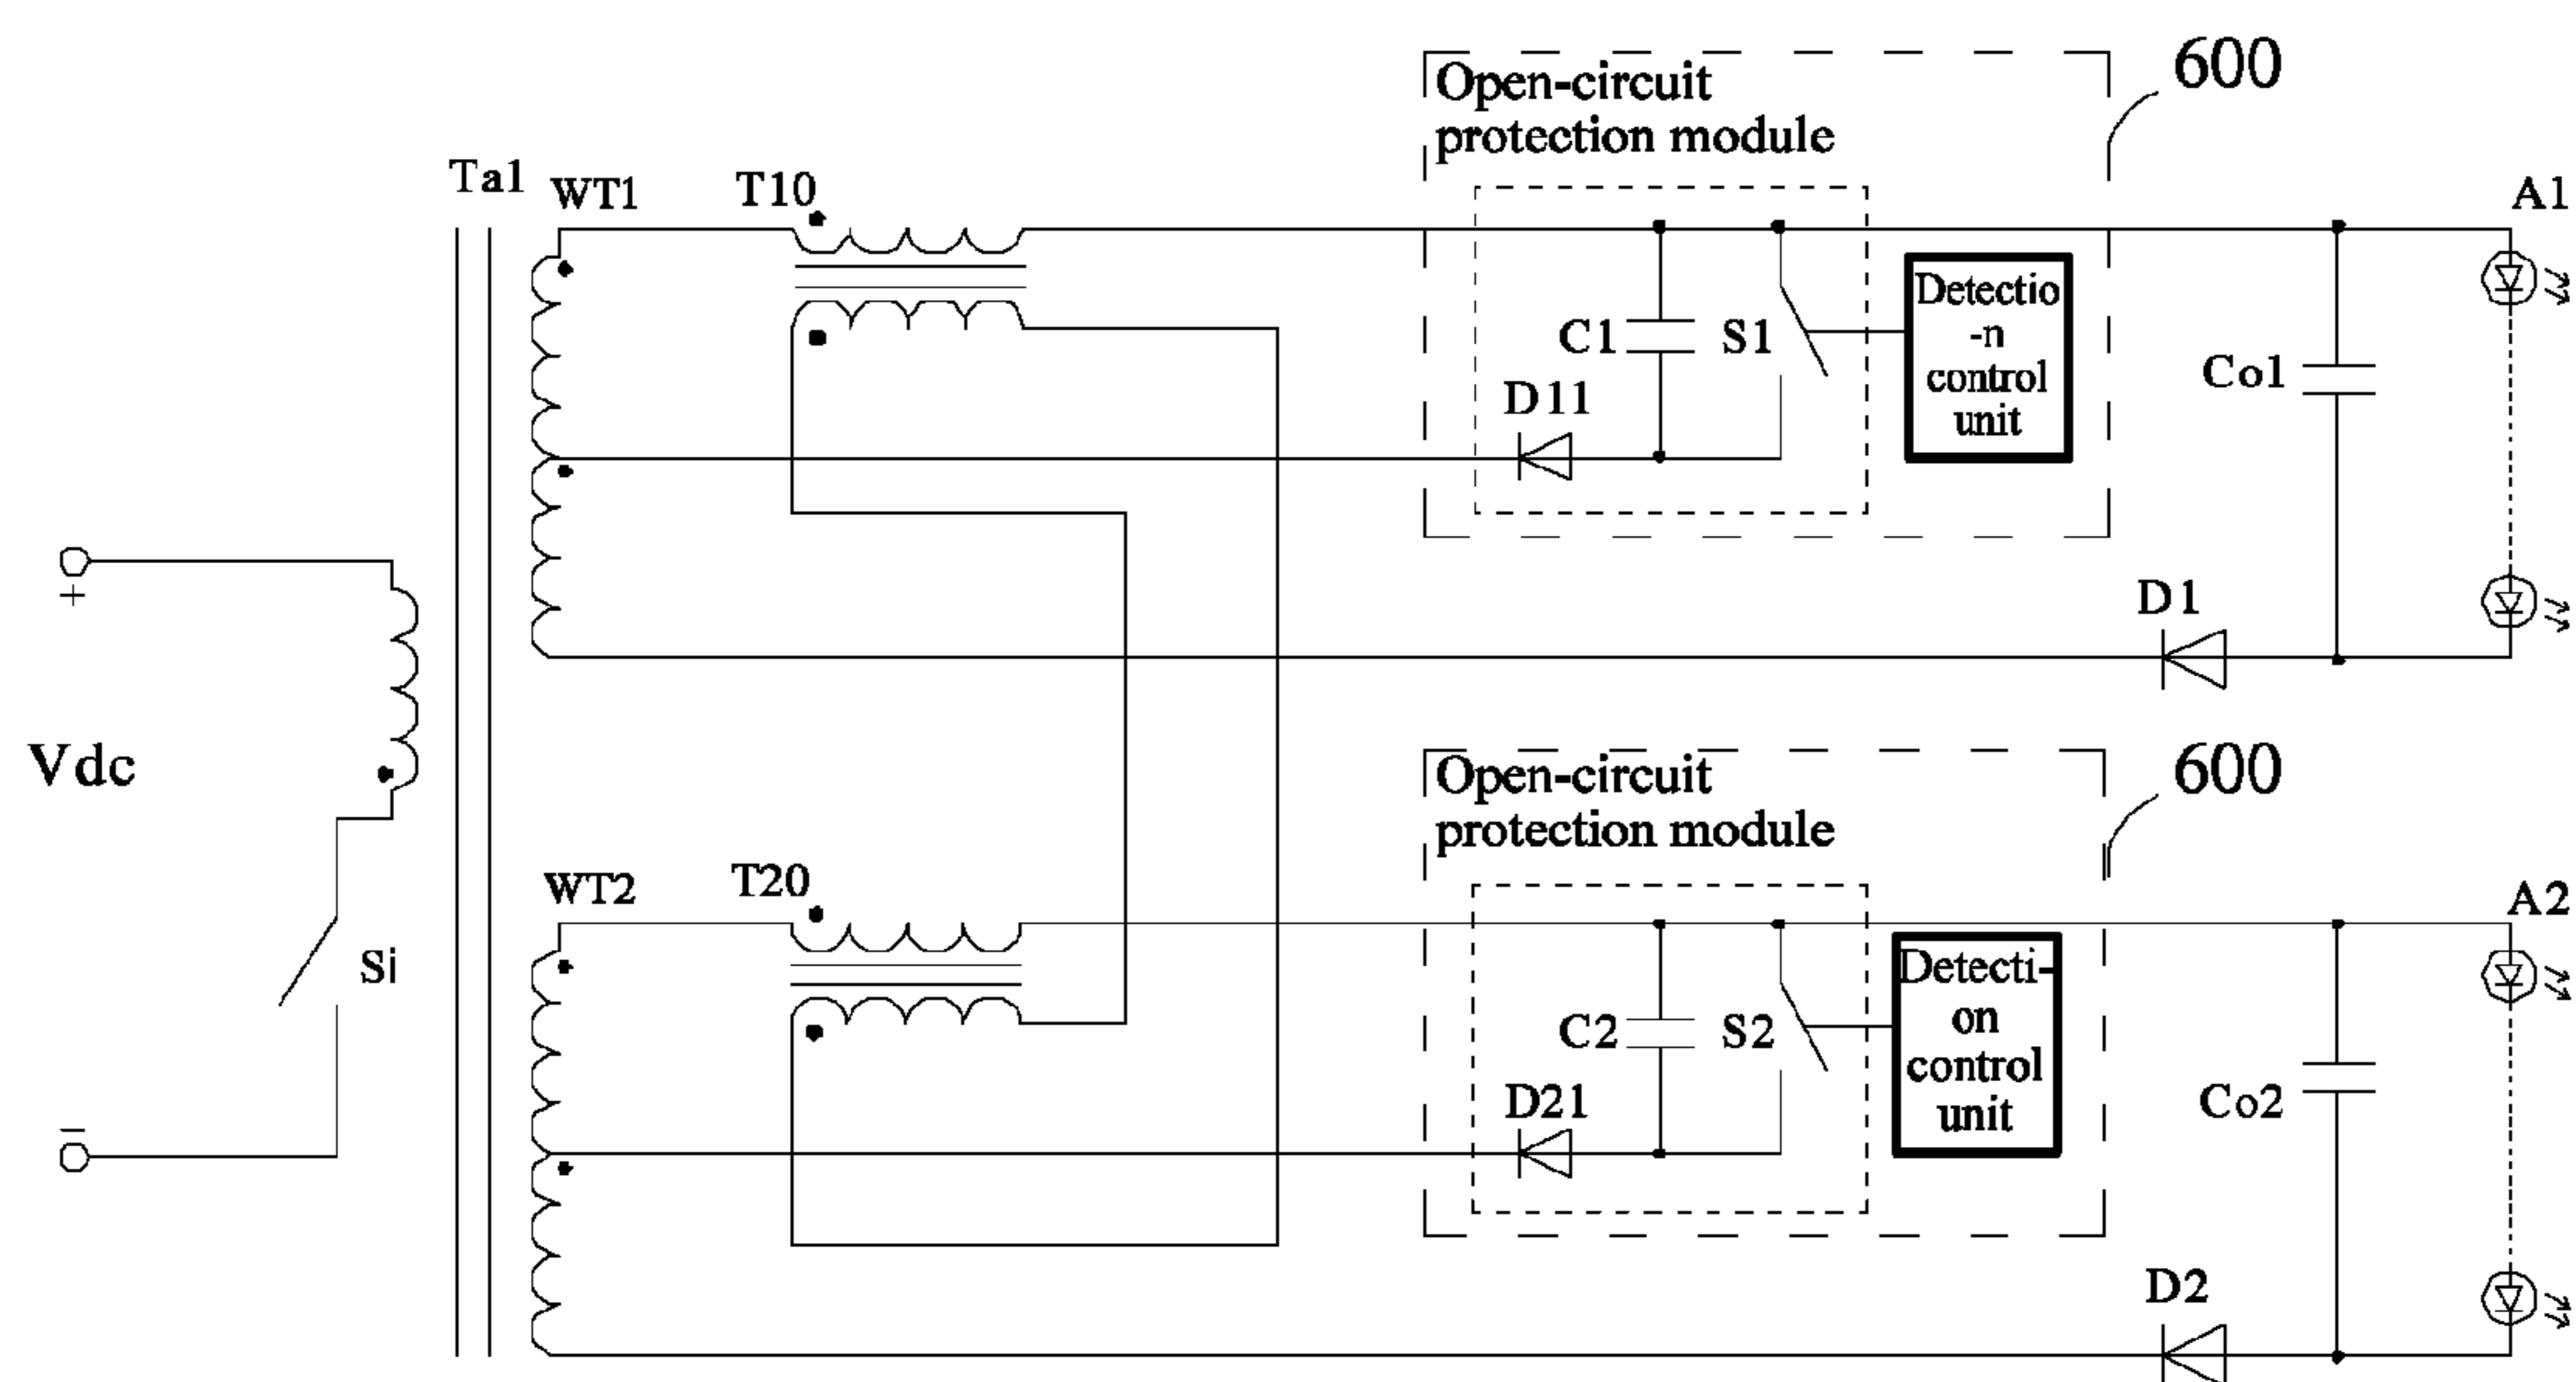 Open-circuit
protection module
600
Ta1
WT1
T10
A1
C1
S1
Detectio
-n
control
unit
Co1
D11
+
D1
Vdc
Open-circuit
protection module
600
WT2
T20
A2
Si
C2
S2
Detecti-
on
control
unit
Co2
D21
−
D2